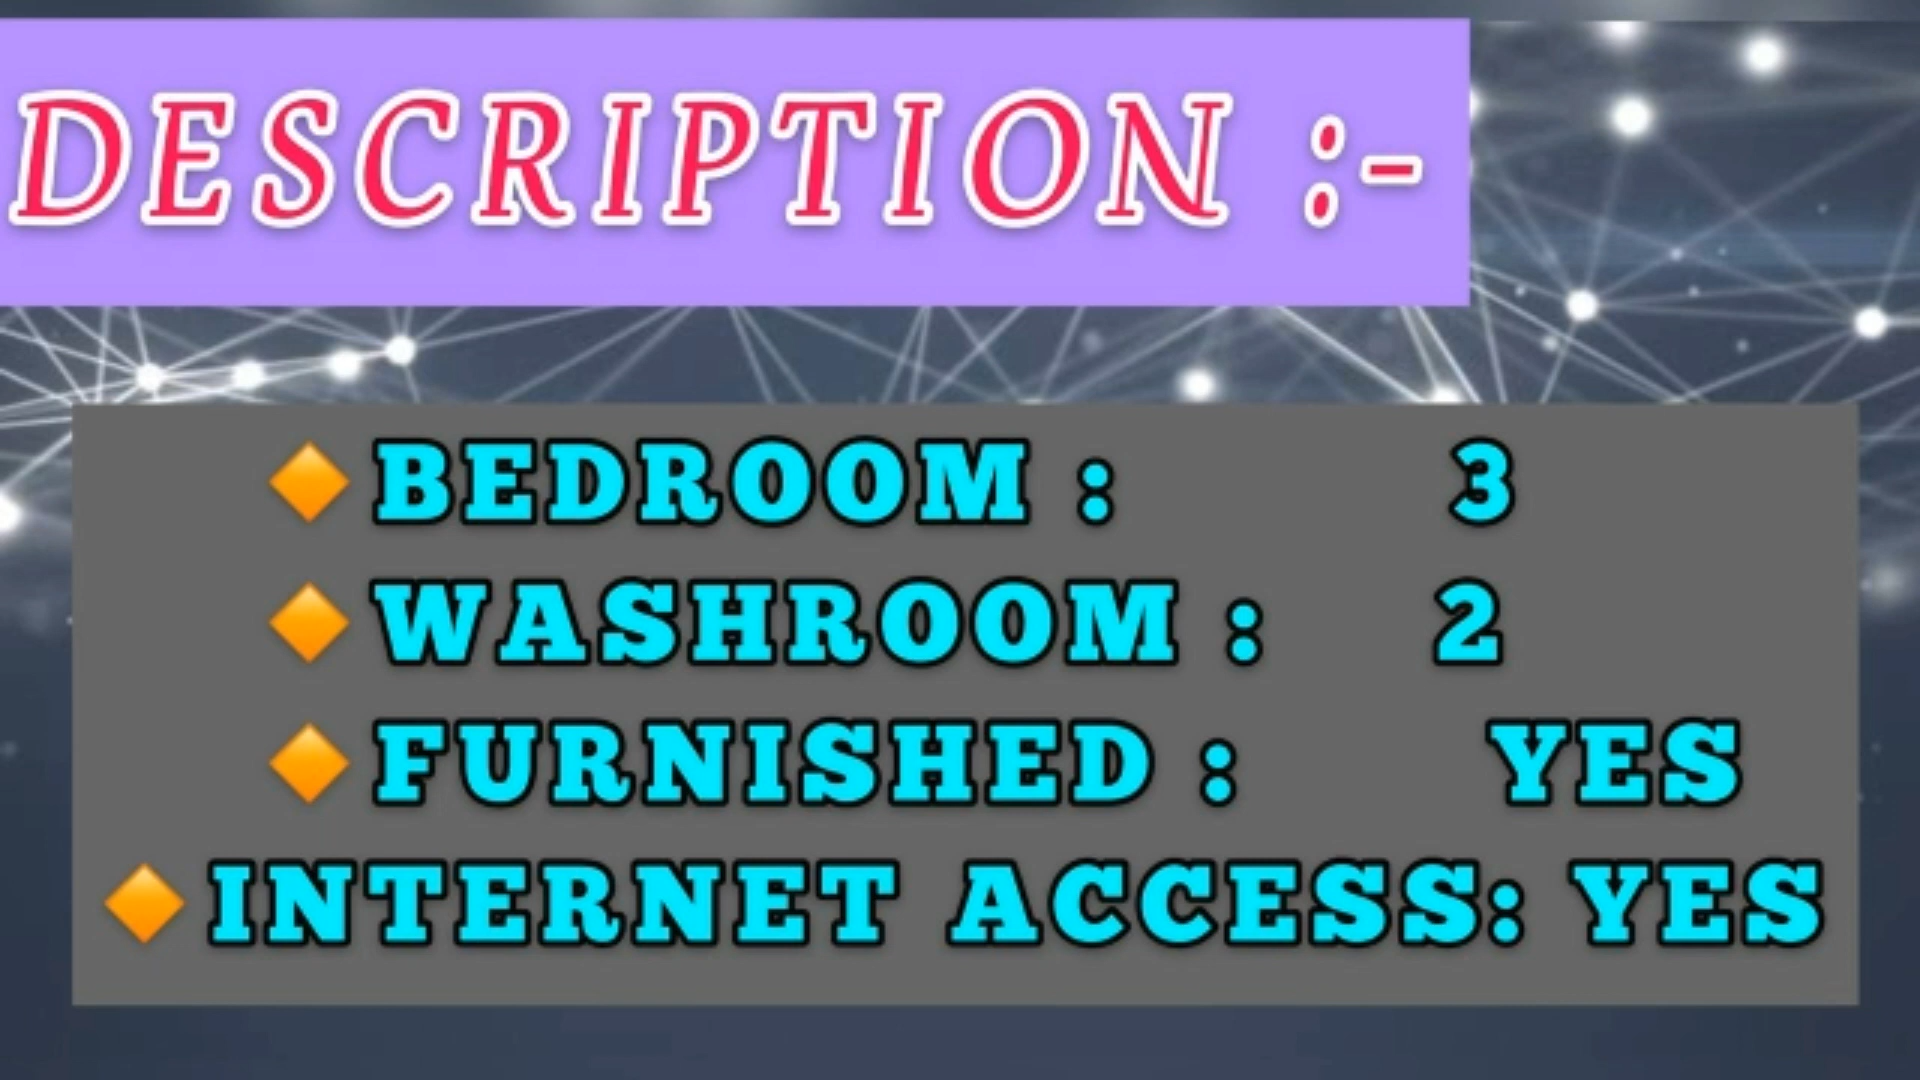 DESCRIPTION :-
🔸BEDROOM : 3
🔸WASHROOM : 2
🔸FURNISHED : YES
🔸INTERNET ACCESS: YES